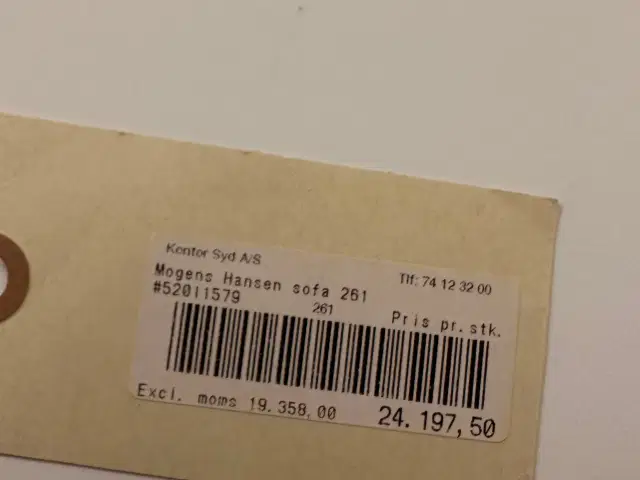 Kontor Syd A/S
Tlf: 74 12 32 00
Mogens Hansen sofa 261
#52011579
261
Pris pr.stk.
Excl. moms 19.358,00
24.197,50